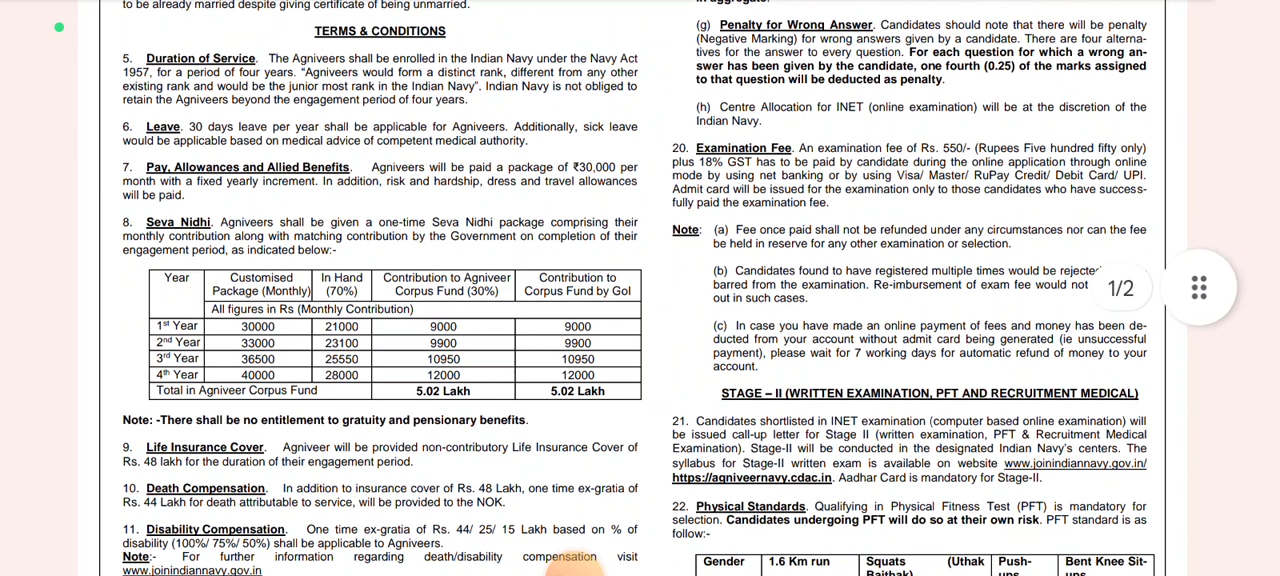 to be already married despite giving certificate of being unmarried.
TERMS & CONDITIONS
5. Duration of Service. The Agniveers shall be enrolled in the Indian Navy under the Navy Act
1957, for a period of four years. "Agniveers would form a distinct rank, different from any other
existing rank and would be the junior most rank in the Indian Navy". Indian Navy is not obliged to
retain the Agniveers beyond the engagement period of four years.
6. Leave. 30 days leave per year shall be applicable for Agniveers. Additionally, sick leave
would be applicable based on medical advice of competent medical authority.
7. Pay, Allowances and Allied Benefits. Agniveers will be paid a package of ₹30,000 per
month with a fixed yearly increment. In addition, risk and hardship, dress and travel allowances
will be paid.
8. Seva Nidhi. Agniveers shall be given a one-time Seva Nidhi package comprising their
monthly contribution along with matching contribution by the Government on completion of their
engagement period, as indicated below:-
Year Customised In Hand Contribution to Agniveer Contribution to
Package (Monthly) (70%) Corpus Fund (30%) Corpus Fund by GoI
All figures in Rs (Monthly Contribution)
1st Year 30000 21000 9000 9000
2nd Year 33000 23100 9900 9900
3rd Year 36500 25550 10950 10950
4th Year 40000 28000 12000 12000
Total in Agniveer Corpus Fund 5.02 Lakh 5.02 Lakh
Note: -There shall be no entitlement to gratuity and pensionary benefits.
9. Life Insurance Cover. Agniveer will be provided non-contributory Life Insurance Cover of
Rs. 48 lakh for the duration of their engagement period.
10. Death Compensation. In addition to insurance cover of Rs. 48 Lakh, one time ex-gratia of
Rs. 44 Lakh for death attributable to service, will be provided to the NOK.
11. Disability Compensation. One time ex-gratia of Rs. 44/ 25/ 15 Lakh based on % of
disability (100%/ 75%/ 50%) shall be applicable to Agniveers.
Note:- For further information regarding death/disability compensation visit
www.joinindiannavy.gov.in
in aggregate.
(g) Penalty for Wrong Answer. Candidates should note that there will be penalty
(Negative Marking) for wrong answers given by a candidate. There are four alterna-
tives for the answer to every question. For each question for which a wrong an-
swer has been given by the candidate, one fourth (0.25) of the marks assigned
to that question will be deducted as penalty.
(h) Centre Allocation for INET (online examination) will be at the discretion of the
Indian Navy.
20. Examination Fee. An examination fee of Rs. 550/- (Rupees Five hundred fifty only)
plus 18% GST has to be paid by candidate during the online application through online
mode by using net banking or by using Visa/ Master/ RuPay Credit/ Debit Card/ UPI.
Admit card will be issued for the examination only to those candidates who have success-
fully paid the examination fee.
Note: (a) Fee once paid shall not be refunded under any circumstances nor can the fee
be held in reserve for any other examination or selection.
(b) Candidates found to have registered multiple times would be rejected
barred from the examination. Re-imbursement of exam fee would not
out in such cases.
1/2
(c) In case you have made an online payment of fees and money has been de-
ducted from your account without admit card being generated (ie unsuccessful
payment), please wait for 7 working days for automatic refund of money to your
account.
STAGE – II (WRITTEN EXAMINATION, PFT AND RECRUITMENT MEDICAL)
21. Candidates shortlisted in INET examination (computer based online examination) will
be issued call-up letter for Stage II (written examination, PFT & Recruitment Medical
Examination). Stage-II will be conducted in the designated Indian Navy's centers. The
syllabus for Stage-II written exam is available on website www.joinindiannavy.gov.in/
https://agniveernavy.cdac.in. Aadhar Card is mandatory for Stage-II.
22. Physical Standards. Qualifying in Physical Fitness Test (PFT) is mandatory for
selection. Candidates undergoing PFT will do so at their own risk. PFT standard is as
follow:-
Gender 1.6 Km run Squats (Uthak Push- Bent Knee Sit-
Baithak) ups ups